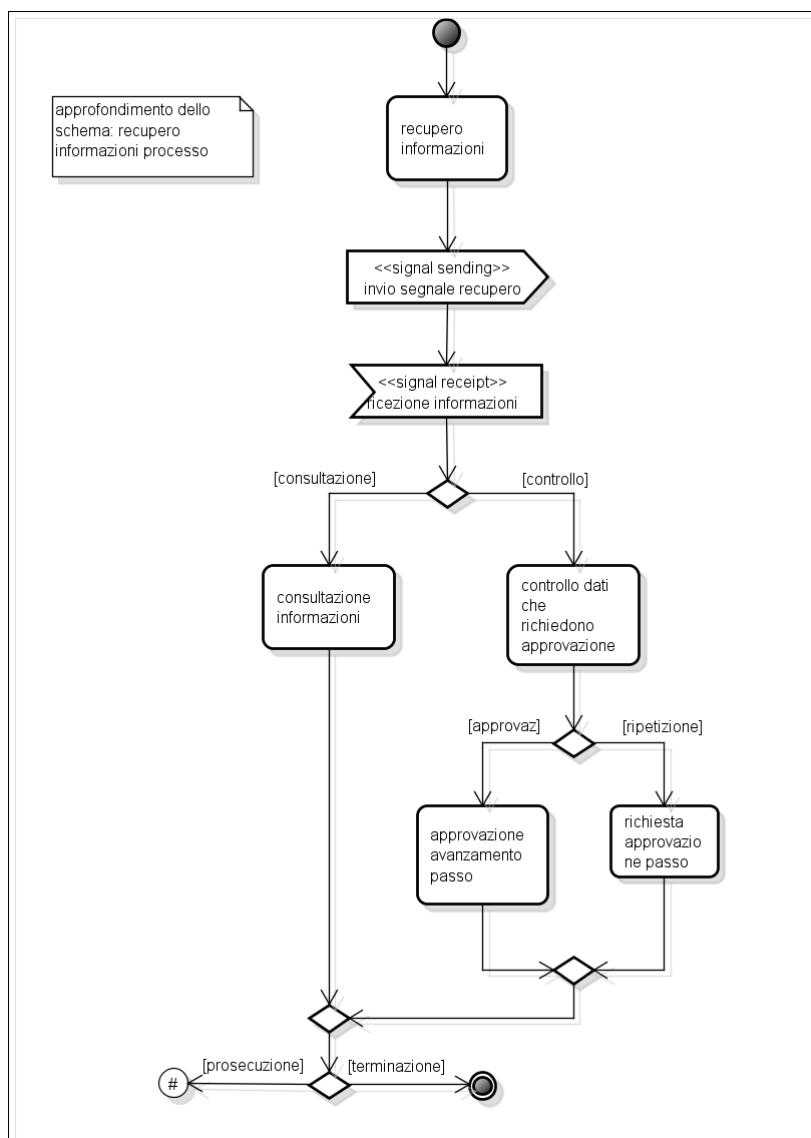 approfondimento dello
schema: recupero
informazioni processo
recupero
informazioni
<<signal sending>>
invio segnale recupero
<<signal receipt>>
ricezione informazioni
[consultazione]
[controllo]
consultazione
informazioni
controllo dati
che
richiedono
approvazione
[approvaz]
[ripetizione]
approvazione
avanzamento
passo
richiesta
approvazio
ne passo
[prosecuzione]
[terminazione]
#